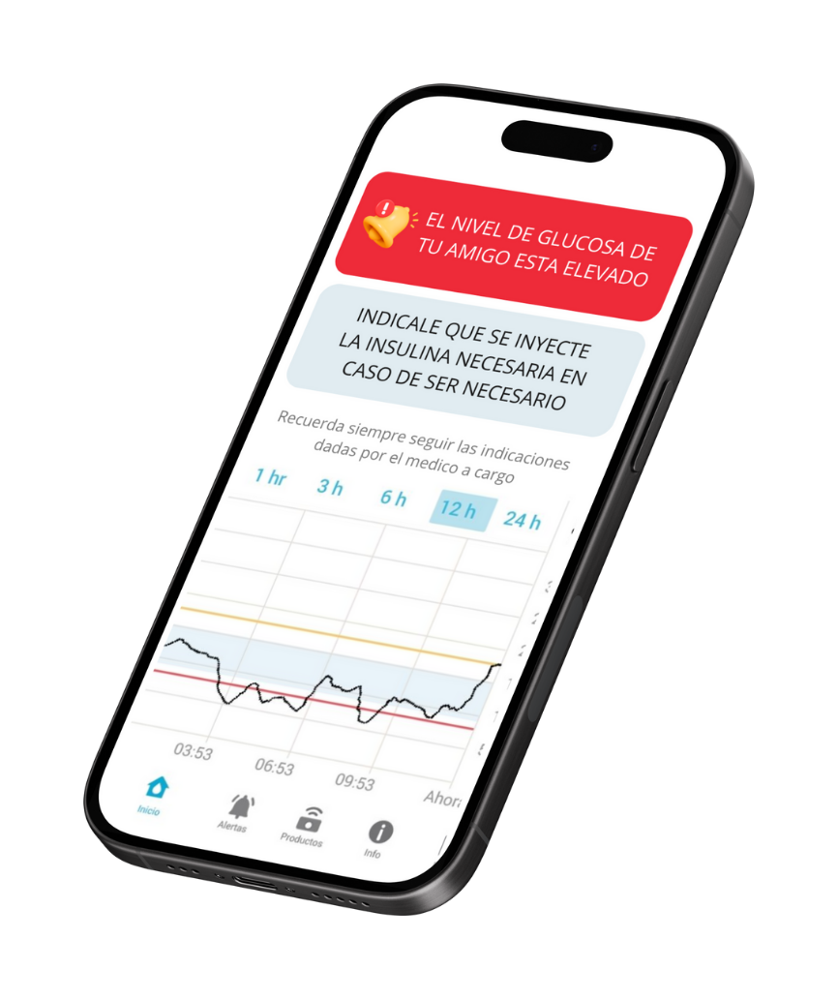 EL NIVEL DE GLUCOSA DE
TU AMIGO ESTA ELEVADO
INDICALE QUE SE INYECTE
LA INSULINA NECESARIA EN
CASO DE SER NECESARIO
Recuerda siempre seguir las indicaciones
dadas por el medico a cargo
1 hr 3 h 6 h 12 h 24 h
03:53 06:53 09:53 Ahora
Inicio Alertas Productos Info